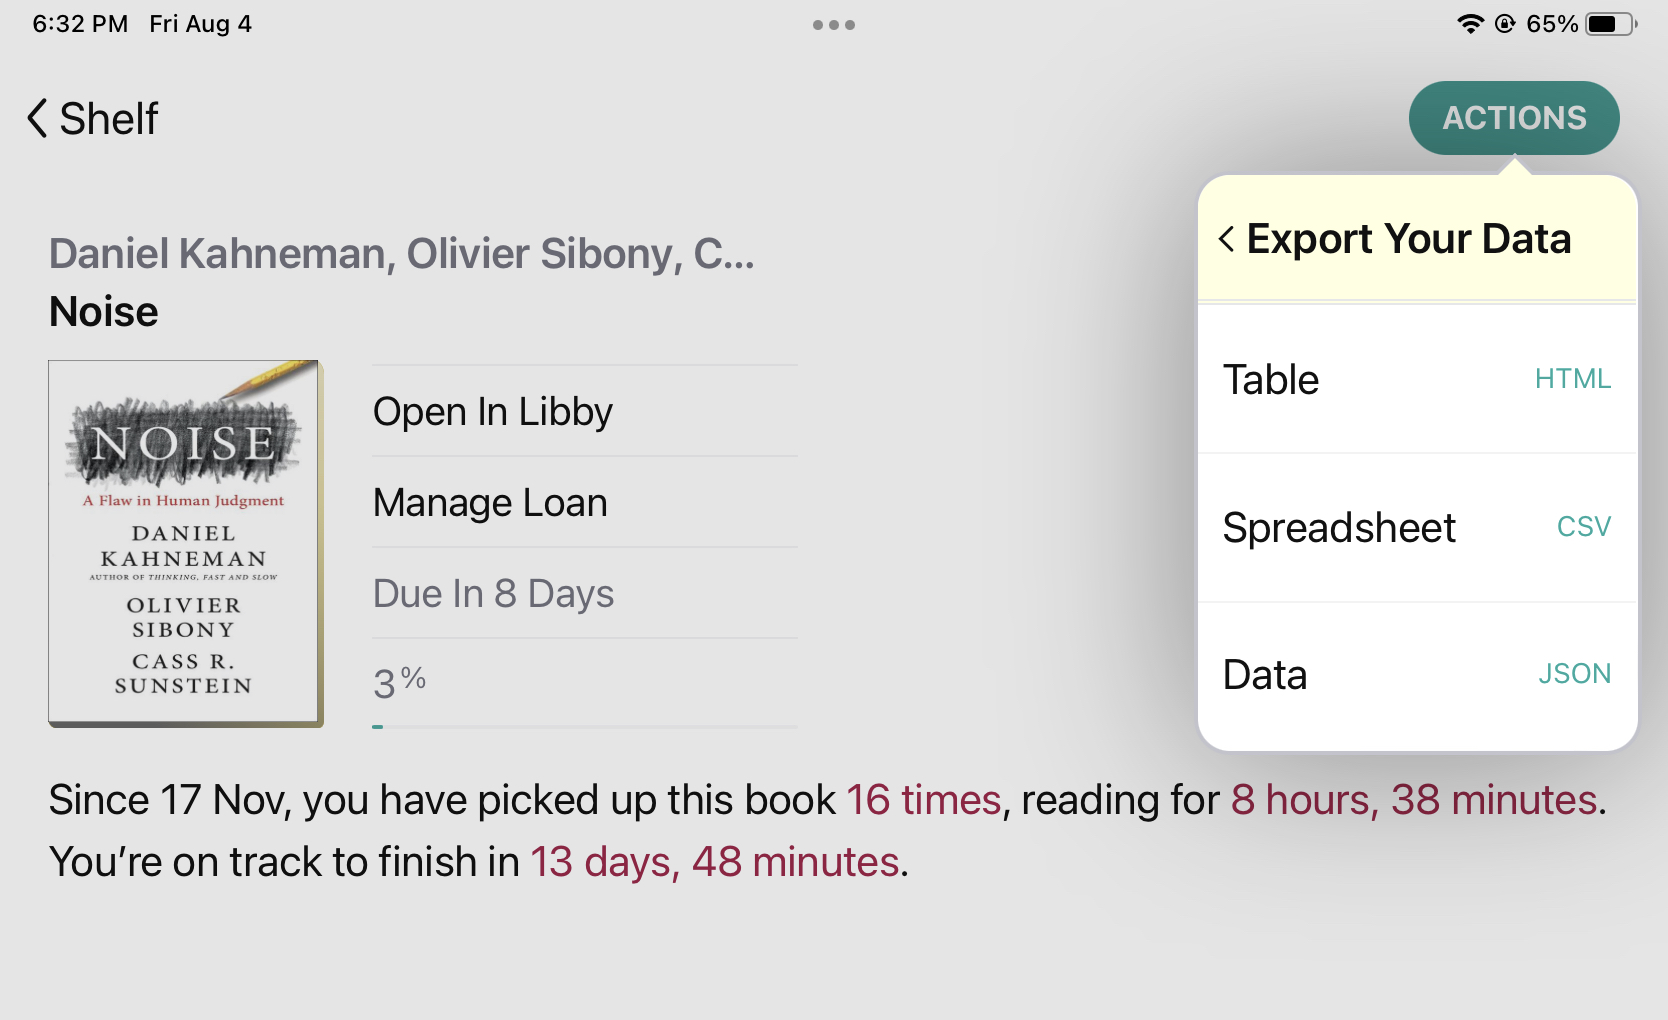 6:32 PM Fri Aug 4
65%
Shelf
ACTIONS
Export Your Data
Table HTML
Spreadsheet CSV
Data JSON
Daniel Kahneman, Olivier Sibony, C...
Noise
NOISE
A Flaw in Human Judgment
DANIEL
KAHNEMAN
AUTHOR OF THINKING, FAST AND SLOW
OLIVIER
SIBONY
CASS R.
SUNSTEIN
Open In Libby
Manage Loan
Due In 8 Days
3%
Since 17 Nov, you have picked up this book 16 times, reading for 8 hours, 38 minutes.
You’re on track to finish in 13 days, 48 minutes.